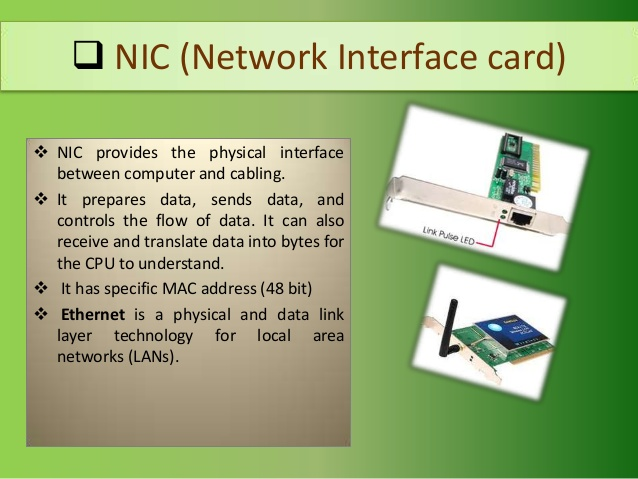 ❑ NIC (Network Interface card)
❖ NIC provides the physical interface
between computer and cabling.
❖ It prepares data, sends data, and
controls the flow of data. It can also
receive and translate data into bytes for
the CPU to understand.
❖ It has specific MAC address (48 bit)
❖ Ethernet is a physical and data link
layer technology for local area
networks (LANs).
Link Pulse LED